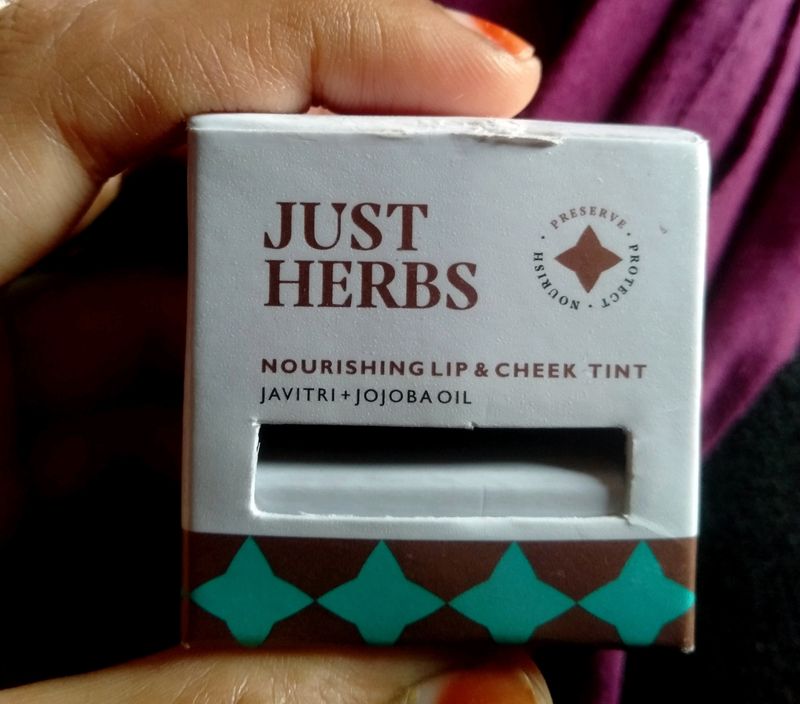 JUST
HERBS
PRESERVE · PROTECT · NOURISH ·
NOURISHING LIP & CHEEK TINT
JAVITRI + JOJOBA OIL